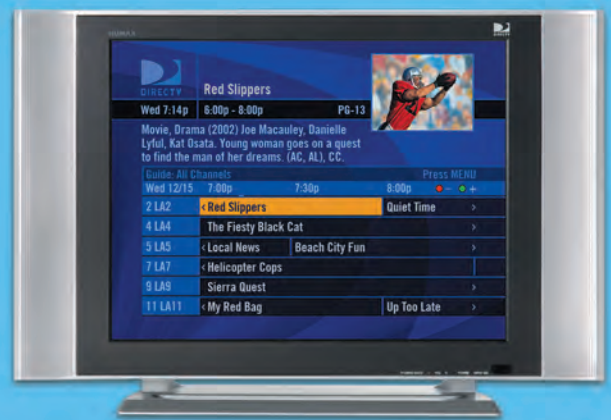 HUMAX
DIRECTV
DIRECTV
Red Slippers
Wed 7:14p 6:00p - 8:00p PG-13
Movie, Drama (2002) Joe Macauley, Danielle
Lyful, Kat Osata. Young woman goes on a quest
to find the man of her dreams. (AC, AL), CC.
Guide: All Channels Press MENU
Wed 12/15 7:00p 7:30p 8:00p - +
2 LA2 < Red Slippers Quiet Time >
4 LA4 The Fiesty Black Cat >
5 LA5 < Local News Beach City Fun >
7 LA7 < Helicopter Cops
9 LA9 Sierra Quest >
11 LA11 < My Red Bag Up Too Late >